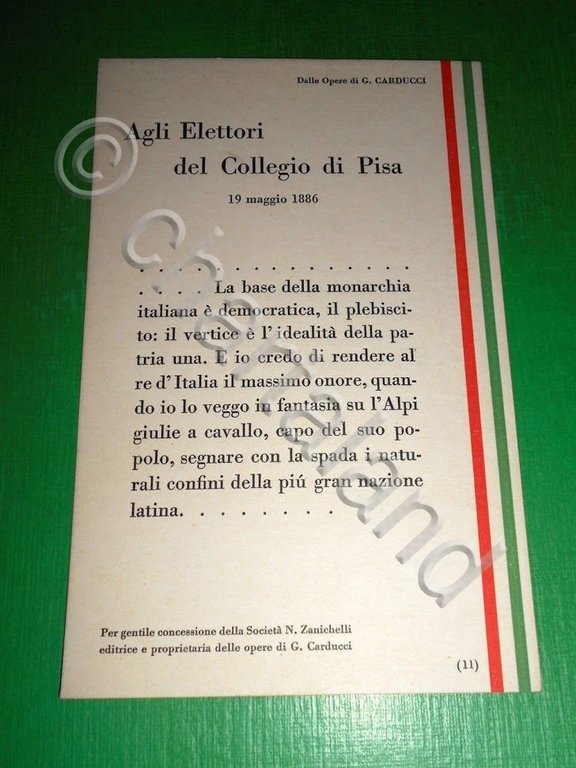 Dalle Opere di G. CARDUCCI
Agli Elettori
del Collegio di Pisa
19 maggio 1886
. . . . . . . . . . . . . . .
. . . . . La base della monarchia
italiana è democratica, il plebisci-
to: il vertice è l'idealità della pa-
tria una. E io credo di rendere al
re d'Italia il massimo onore, quan-
do io lo veggo in fantasia su l'Alpi
giulie a cavallo, capo del suo po-
polo, segnare con la spada i natu-
rali confini della piú gran nazione
latina. . . . . . . . .
Per gentile concessione della Società N. Zanichelli
editrice e proprietaria delle opere di G. Carducci
(11)
© chartaland